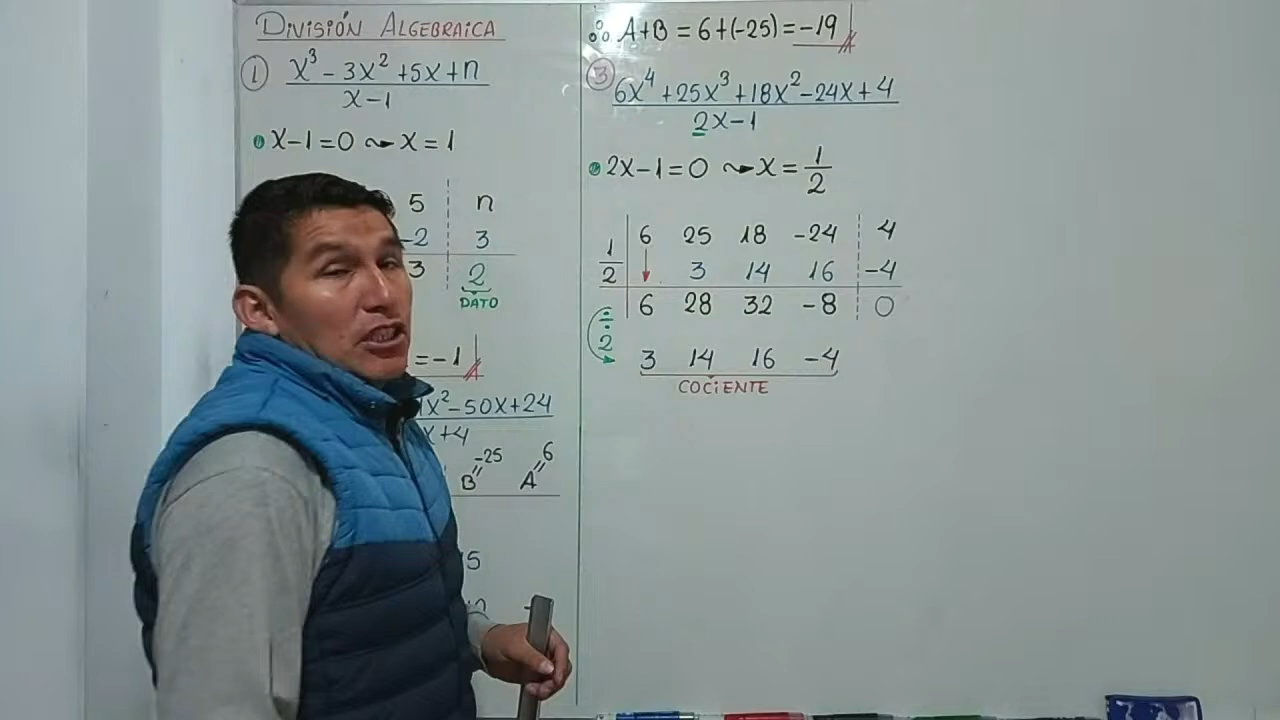 DIVISIÓN ALGEBRAICA
① x³ - 3x² + 5x + n
x - 1
• x - 1 = 0 ⤳ x = 1
5 n
-2 3
3 2
DATO
= -1
x² - 50x + 24
x + 4
B = -25 A = 6
15
∴ A + B = 6 + (-25) = -19
③ 6x⁴ + 25x³ + 18x² - 24x + 4
2x - 1
• 2x - 1 = 0 ⤳ x = 1/2
6 25 18 -24 4
1/2 3 14 16 -4
6 28 32 -8 0
÷2
3 14 16 -4
COCIENTE